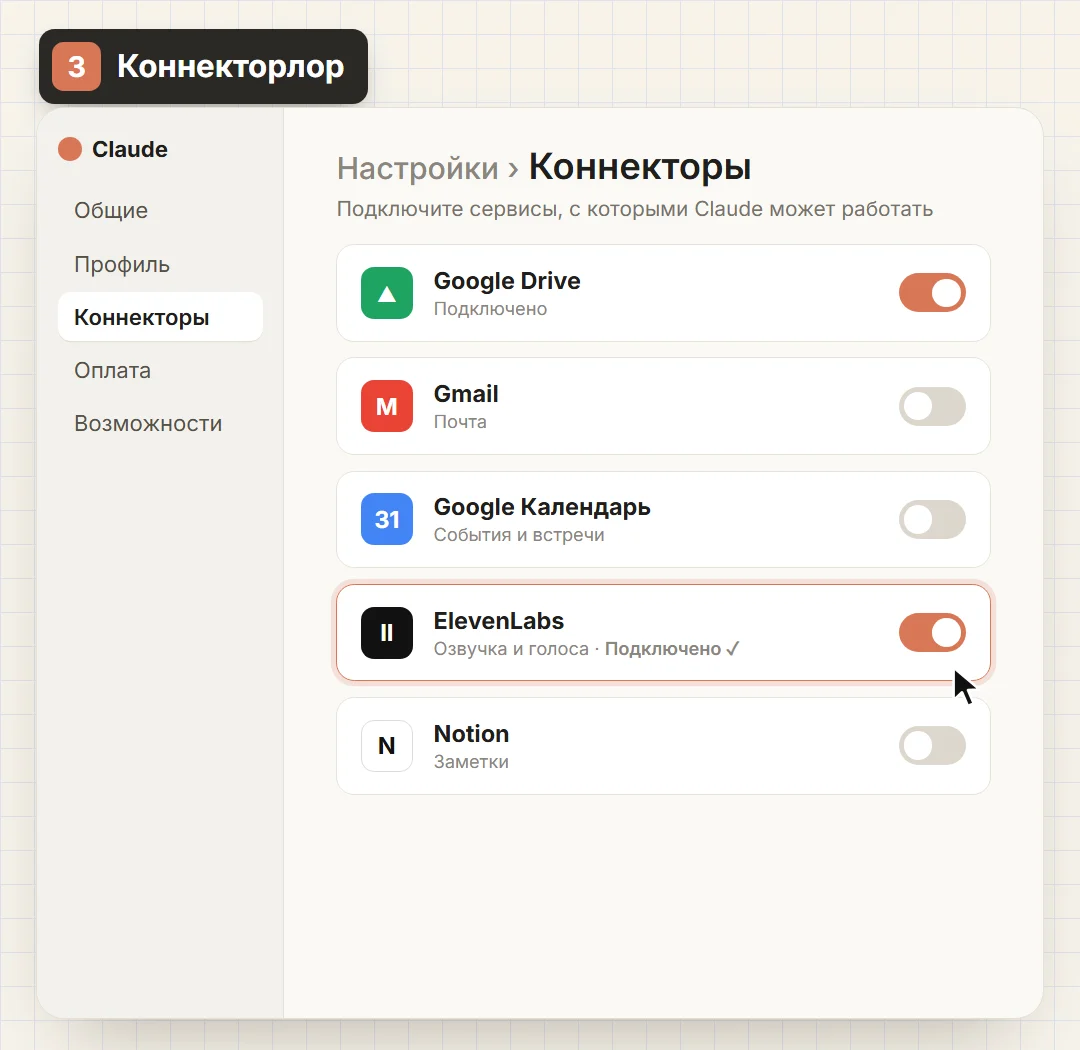 3 Коннекторлор
Claude
Общие
Профиль
Коннекторы
Оплата
Возможности
Настройки › Коннекторы
Подключите сервисы, с которыми Claude может работать
Google Drive
Подключено
M
Gmail
Почта
31
Google Календарь
События и встречи
II
ElevenLabs
Озвучка и голоса · Подключено ✓
N
Notion
Заметки